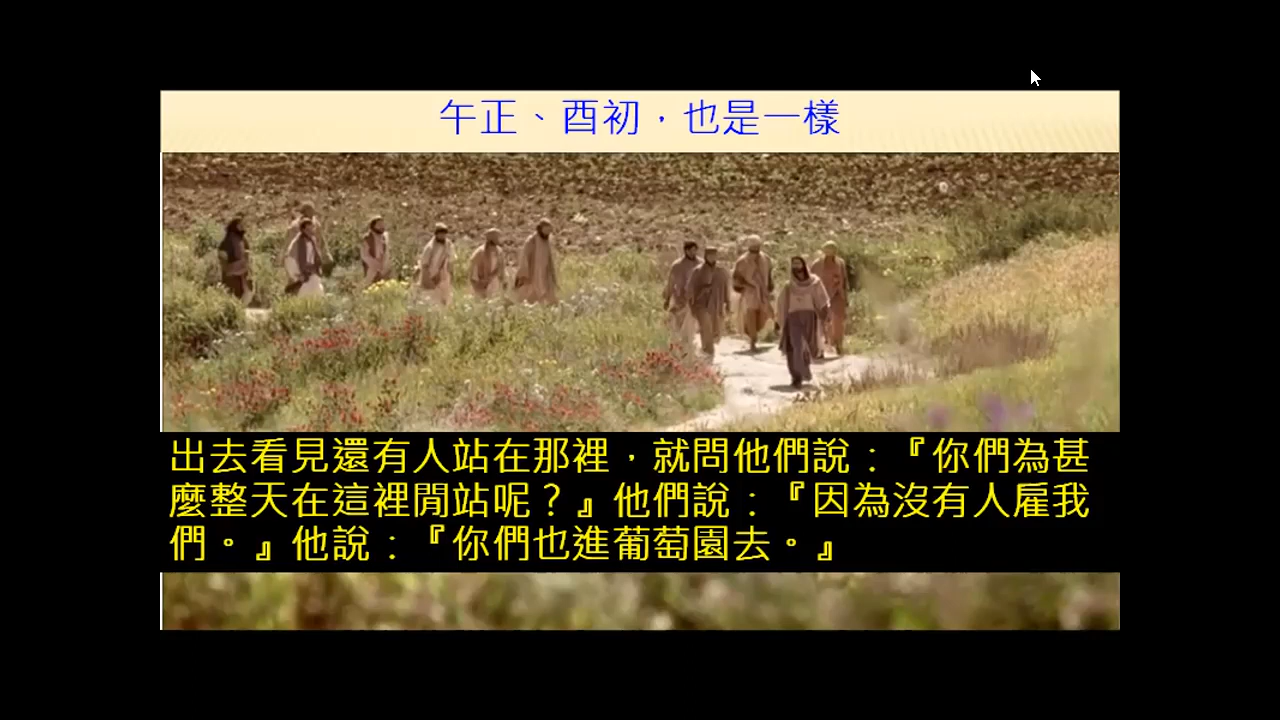 午正、酉初，也是一樣
出去看見還有人站在那裡，就問他們說：『你們為甚
麼整天在這裡閒站呢？』他們說：『因為沒有人雇我
們。』他說：『你們也進葡萄園去。』